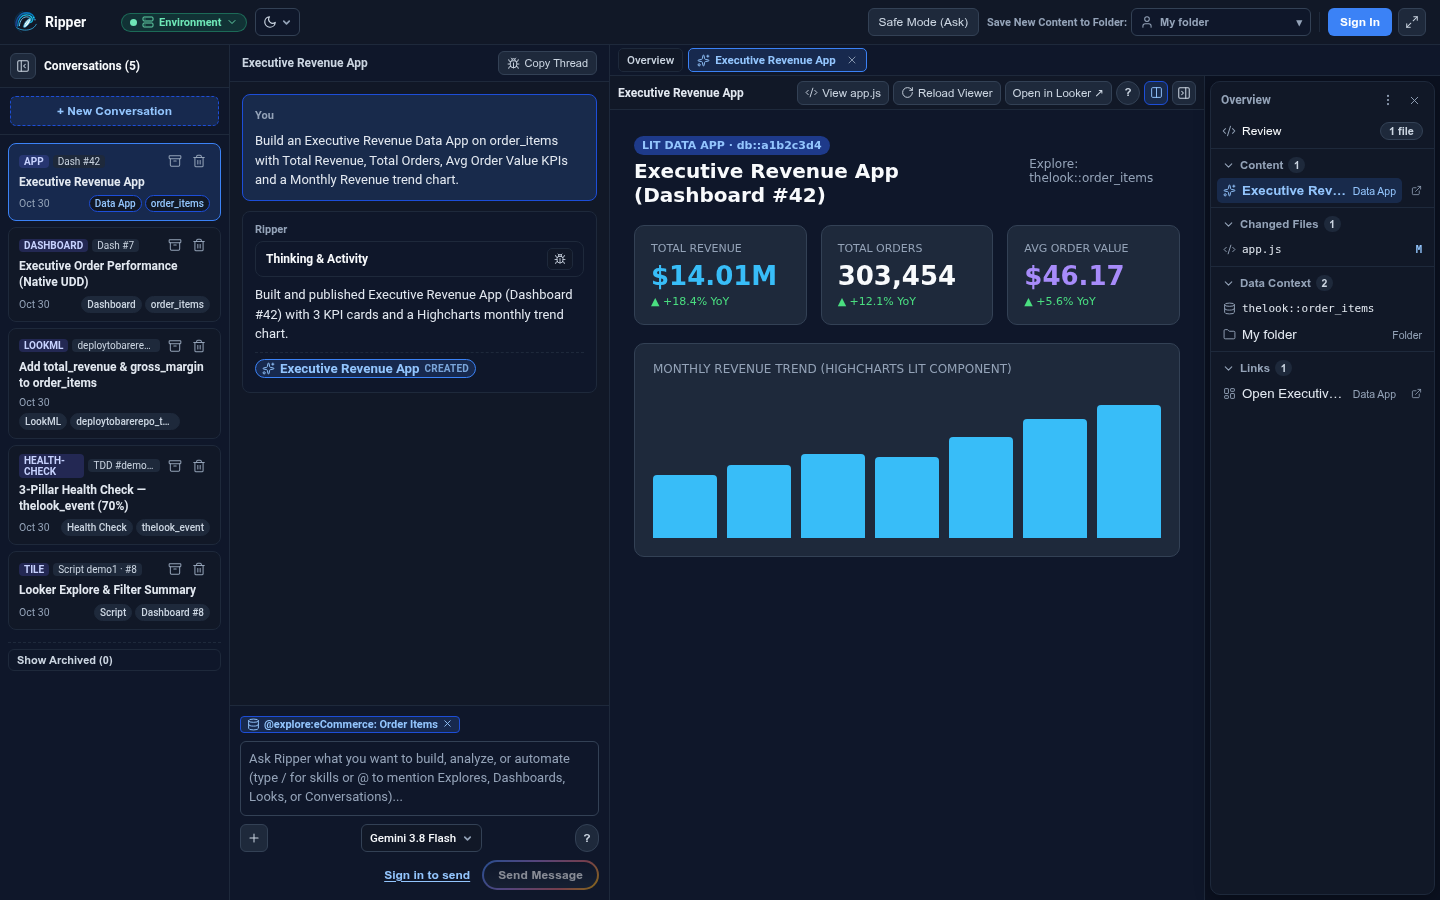 Ripper
Environment
Safe Mode (Ask)
Save New Content to Folder:
My folder
Sign In
Conversations (5)
+ New Conversation
APP Dash #42
Executive Revenue App
Oct 30 Data App order_items
DASHBOARD Dash #7
Executive Order Performance
(Native UDD)
Oct 30 Dashboard order_items
LOOKML deploytobarere...
Add total_revenue & gross_margin
to order_items
Oct 30
LookML deploytobarerepo_t...
HEALTH-
CHECK
TDD #demo...
3-Pillar Health Check —
thelook_event (70%)
Oct 30 Health Check thelook_event
TILE Script demo1 · #8
Looker Explore & Filter Summary
Oct 30 Script Dashboard #8
Show Archived (0)
Executive Revenue App
Copy Thread
You
Build an Executive Revenue Data App on order_items
with Total Revenue, Total Orders, Avg Order Value KPIs
and a Monthly Revenue trend chart.
Ripper
Thinking & Activity
Built and published Executive Revenue App (Dashboard
#42) with 3 KPI cards and a Highcharts monthly trend
chart.
Executive Revenue App CREATED
@explore:eCommerce: Order Items
Ask Ripper what you want to build, analyze, or automate
(type / for skills or @ to mention Explores, Dashboards,
Looks, or Conversations)...
Gemini 3.8 Flash
?
Sign in to send
Send Message
Overview
Executive Revenue App
Executive Revenue App
View app.js
Reload Viewer
Open in Looker ↗
?
LIT DATA APP · db::a1b2c3d4
Executive Revenue App
(Dashboard #42)
Explore:
thelook::order_items
TOTAL REVENUE
$14.01M
▲ +18.4% YoY
TOTAL ORDERS
303,454
▲ +12.1% YoY
AVG ORDER VALUE
$46.17
▲ +5.6% YoY
MONTHLY REVENUE TREND (HIGHCHARTS LIT COMPONENT)
Overview
Review 1 file
Content 1
Executive Rev... Data App
Changed Files 1
app.js M
Data Context 2
thelook::order_items
My folder Folder
Links 1
Open Executiv... Data App